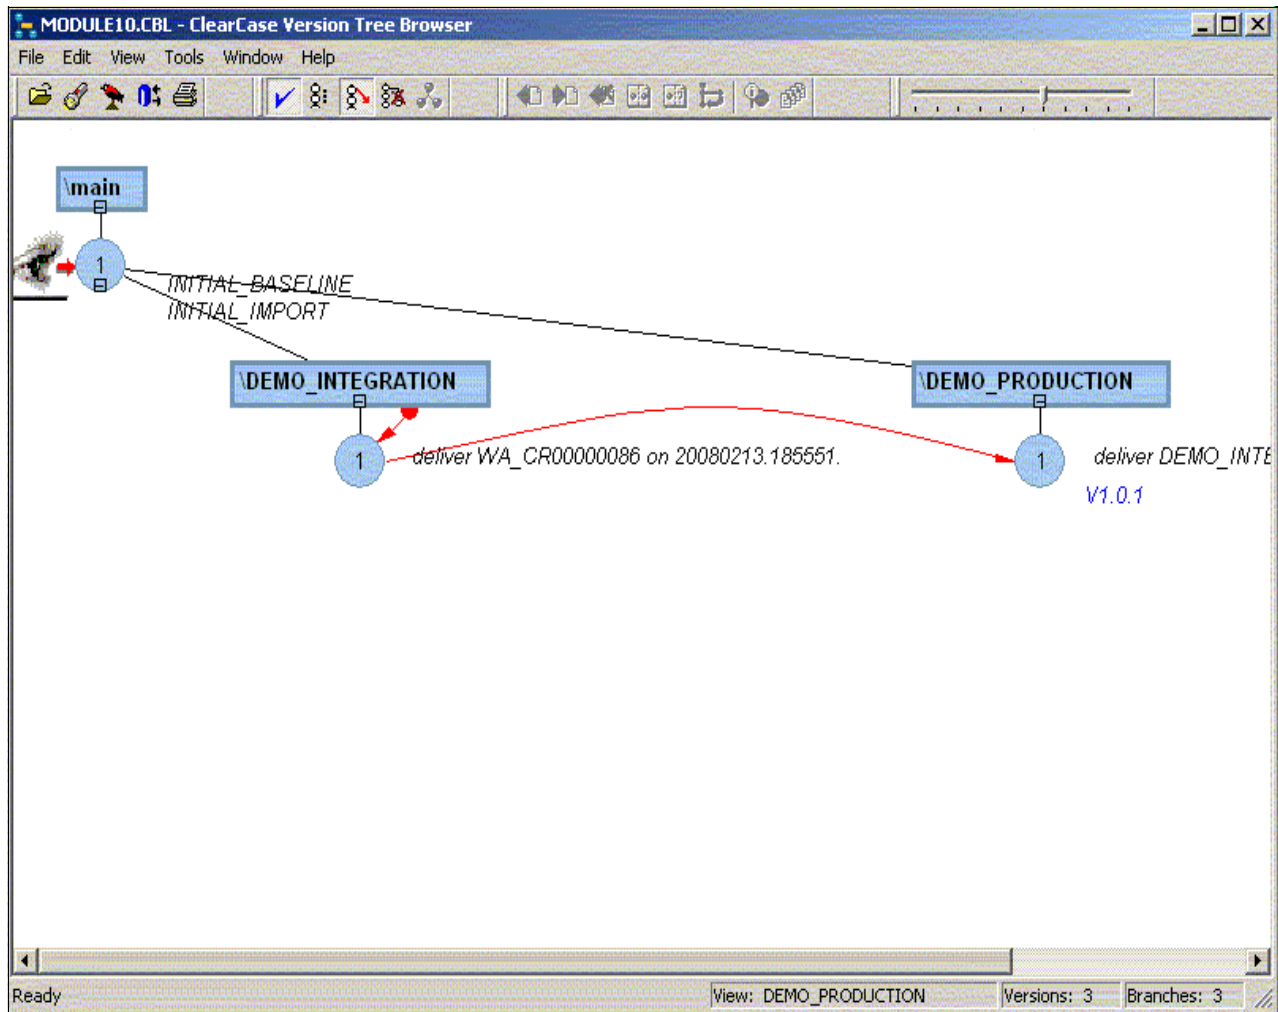 MODULE10.CBL - ClearCase Version Tree Browser
File Edit View Tools Window Help
\main
1
INITIAL_BASELINE
INITIAL_IMPORT
\DEMO_INTEGRATION
\DEMO_PRODUCTION
1
deliver WA_CR00000086 on 20080213.185551.
1
deliver DEMO_INTE
V1.0.1
Ready
View: DEMO_PRODUCTION
Versions: 3
Branches: 3